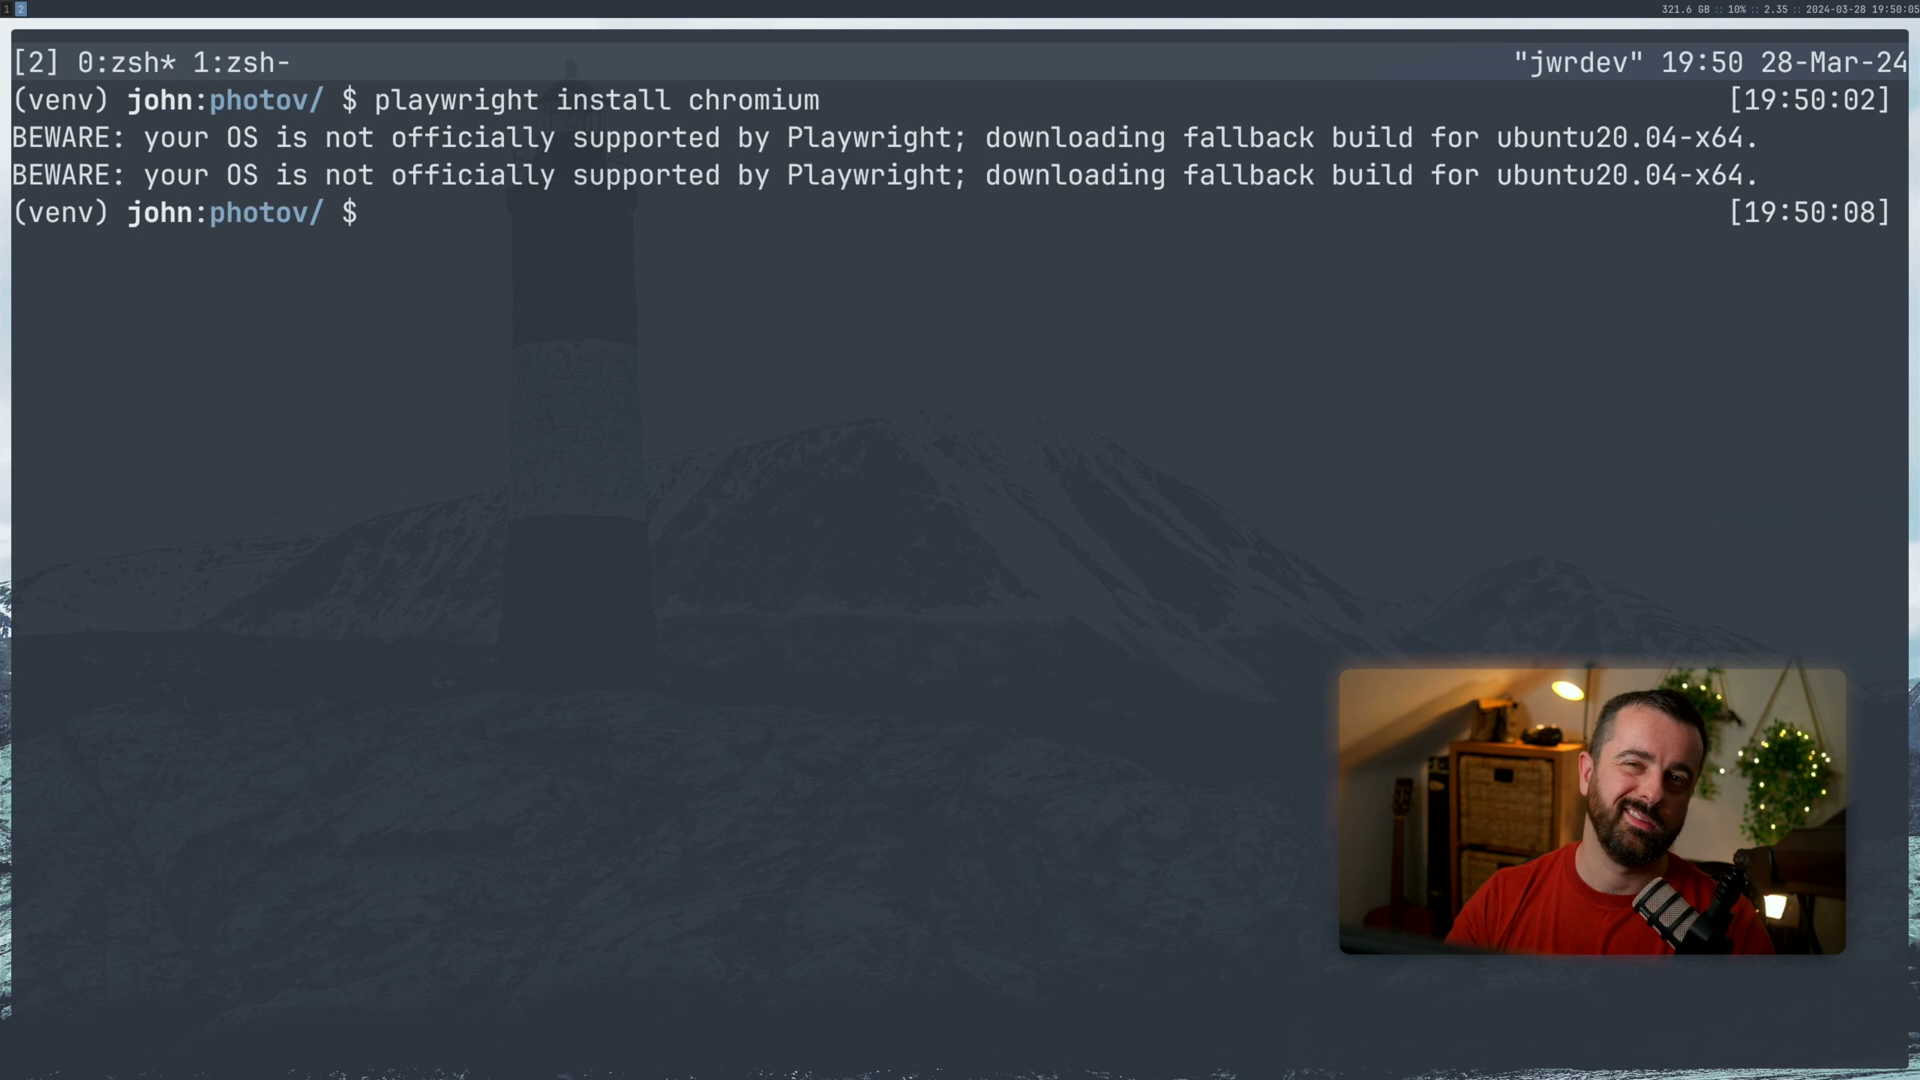 1 2 321.6 GB :: 10% :: 2.35 :: 2024-03-28 19:50:05
[2] 0:zsh* 1:zsh- "jwrdev" 19:50 28-Mar-24
(venv) john:photov/ $ playwright install chromium [19:50:02]
BEWARE: your OS is not officially supported by Playwright; downloading fallback build for ubuntu20.04-x64.
BEWARE: your OS is not officially supported by Playwright; downloading fallback build for ubuntu20.04-x64.
(venv) john:photov/ $ [19:50:08]